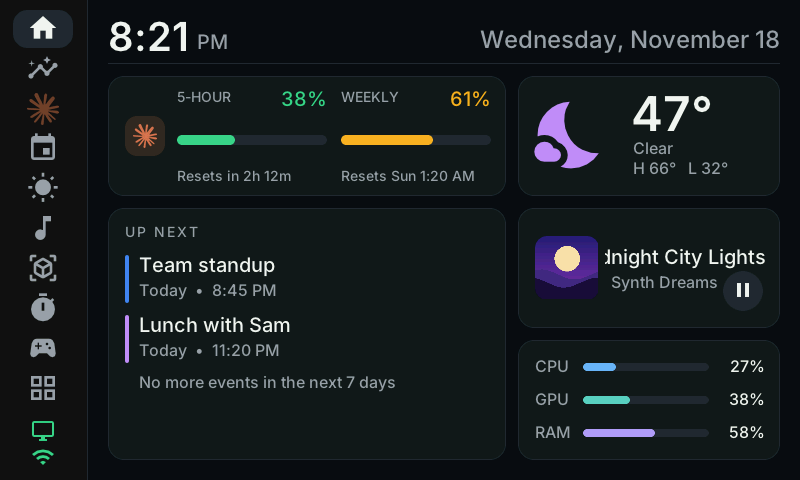 8:21 PM
Wednesday, November 18
5-HOUR 38%
WEEKLY 61%
Resets in 2h 12m
Resets Sun 1:20 AM
47°
Clear
H 66° L 32°
UP NEXT
Team standup
Today • 8:45 PM
Lunch with Sam
Today • 11:20 PM
No more events in the next 7 days
dnight City Lights
Synth Dreams
CPU 27%
GPU 38%
RAM 58%